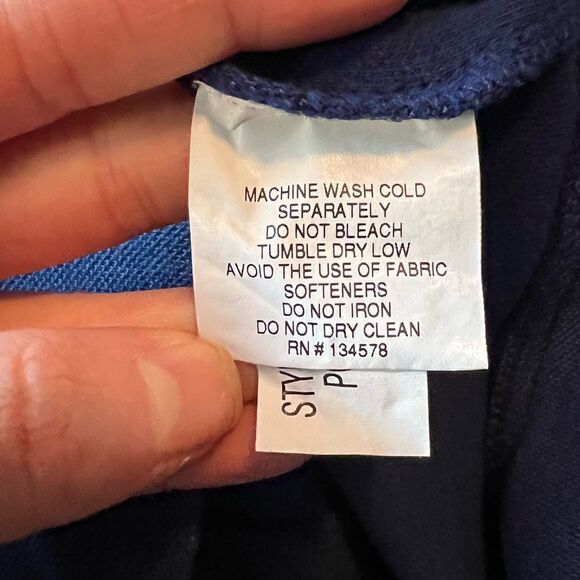 MACHINE WASH COLD
SEPARATELY
DO NOT BLEACH
TUMBLE DRY LOW
AVOID THE USE OF FABRIC
SOFTENERS
DO NOT IRON
DO NOT DRY CLEAN
RN # 134578